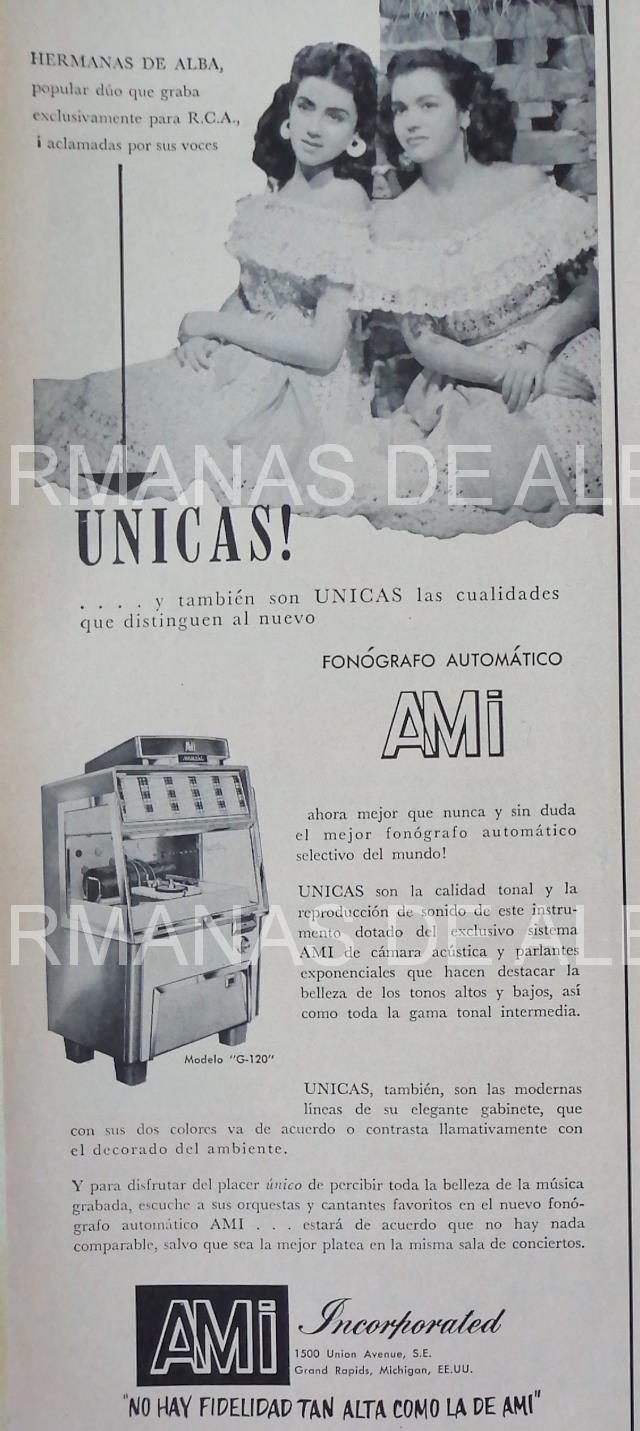 HERMANAS DE ALBA,
popular dúo que graba
exclusivamente para R.C.A.,
i aclamadas por sus voces
RMANAS DE ALB
UNICAS!
. . . . y también son UNICAS las cualidades
que distinguen al nuevo
FONÓGRAFO AUTOMÁTICO
AMi
AMi
ahora mejor que nunca y sin duda
el mejor fonógrafo automático
selectivo del mundo!
UNICAS son la calidad tonal y la
reproducción de sonido de este instru-
mento dotado del exclusivo sistema
AMI de cámara acústica y parlantes
exponenciales que hacen destacar la
belleza de los tonos altos y bajos, así
como toda la gama tonal intermedia.
RMANAS DE ALB
Modelo "G-120"
UNICAS, también, son las modernas
líneas de su elegante gabinete, que
con sus dos colores va de acuerdo o contrasta llamativamente con
el decorado del ambiente.
Y para disfrutar del placer único de percibir toda la belleza de la música
grabada, escuche a sus orquestas y cantantes favoritos en el nuevo fonó-
grafo automático AMI . . . estará de acuerdo que no hay nada
comparable, salvo que sea la mejor platea en la misma sala de conciertos.
AMi Incorporated
1500 Union Avenue, S.E.
Grand Rapids, Michigan, EE.UU.
"NO HAY FIDELIDAD TAN ALTA COMO LA DE AMI"